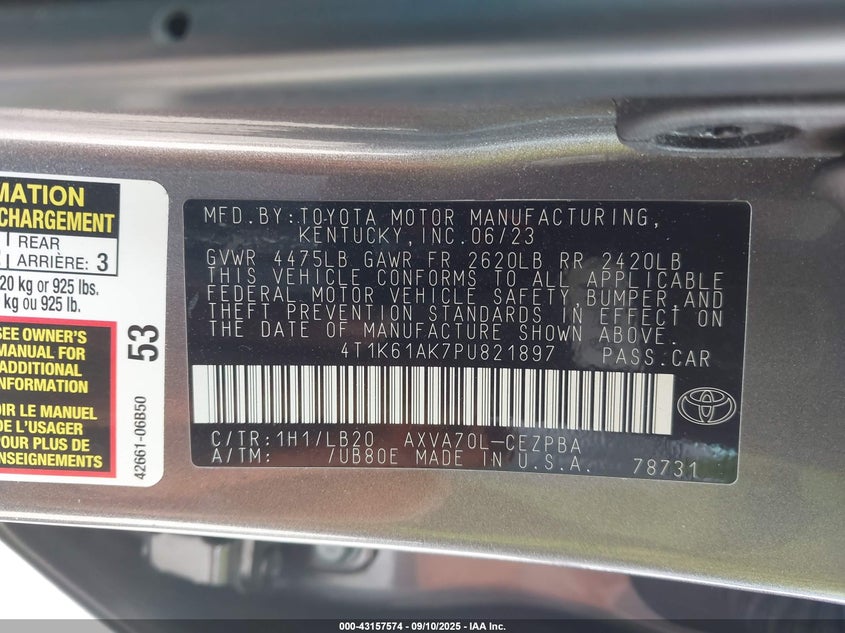 MATION
CHARGEMENT
REAR
ARRIÈRE: 3
20 kg or 925 lbs.
kg ou 925 lb.
SEE OWNER'S
MANUAL FOR
ADDITIONAL
INFORMATION
OIR LE MANUEL
DE L'USAGER
POUR PLUS DE
ENSEIGNEMENTS
53
42661-06B50
MFD.BY:TOYOTA MOTOR MANUFACTURING,
KENTUCKY,INC.06/23
GVWR 4475LB GAWR FR 2620LB RR 2420LB
THIS VEHICLE CONFORMS TO ALL APPLICABLE
FEDERAL MOTOR VEHICLE SAFETY,BUMPER,AND
THEFT PREVENTION STANDARDS IN EFFECT ON
THE DATE OF MANUFACTURE SHOWN ABOVE.
4T1K61AK7PU821897 PASS.CAR
C/TR:1H1/LB20 AXVA70L-CEZPBA
A/TM: /UB80E MADE IN U.S.A. 78731
000-43157574 - 09/10/2025 - IAA Inc.